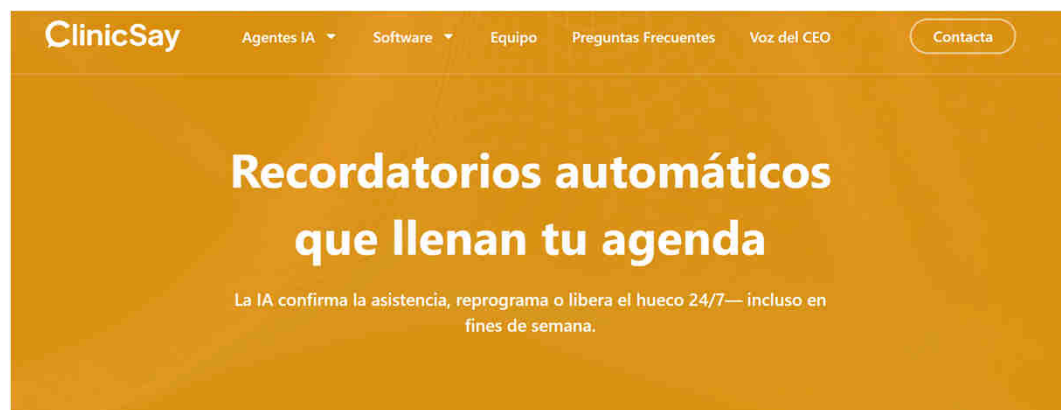 ClinicSay
Agentes IA
Software
Equipo
Preguntas Frecuentes
Voz del CEO
Contacta
Recordatorios automáticos
que llenan tu agenda
La IA confirma la asistencia, reprograma o libera el hueco 24/7— incluso en
fines de semana.